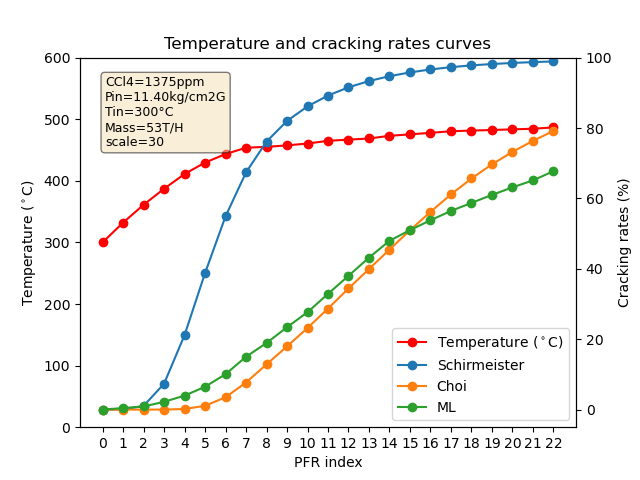 Temperature and cracking rates curves
CCl4=1375ppm
Pin=11.40kg/cm2G
Tin=300°C
Mass=53T/H
scale=30
600
500
400
300
200
100
0
Temperature (°C)
100
80
60
40
20
0
Cracking rates (%)
Temperature (°C)
Schirmeister
Choi
ML
0 1 2 3 4 5 6 7 8 9 10 11 12 13 14 15 16 17 18 19 20 21 22
PFR index